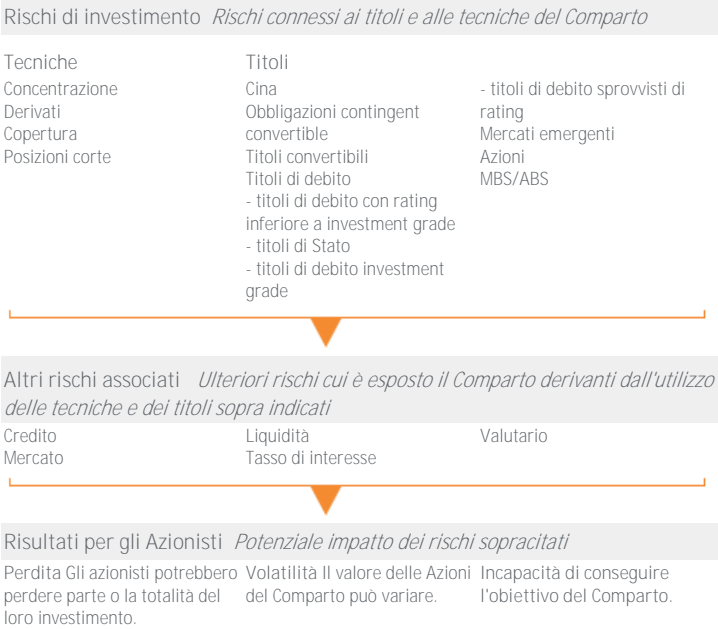 Rischi di investimento Rischi connessi ai titoli e alle tecniche del Comparto
Tecniche
Concentrazione
Derivati
Copertura
Posizioni corte
Titoli
Cina
Obbligazioni contingent
convertible
Titoli convertibili
Titoli di debito
- titoli di debito con rating
inferiore a investment grade
- titoli di Stato
- titoli di debito investment
grade
- titoli di debito sprovvisti di
rating
Mercati emergenti
Azioni
MBS/ABS
Altri rischi associati Ulteriori rischi cui è esposto il Comparto derivanti dall'utilizzo
delle tecniche e dei titoli sopra indicati
Credito
Mercato
Liquidità
Tasso di interesse
Valutario
Risultati per gli Azionisti Potenziale impatto dei rischi sopracitati
Perdita Gli azionisti potrebbero
perdere parte o la totalità del
loro investimento.
Volatilità Il valore delle Azioni
del Comparto può variare.
Incapacità di conseguire
l'obiettivo del Comparto.